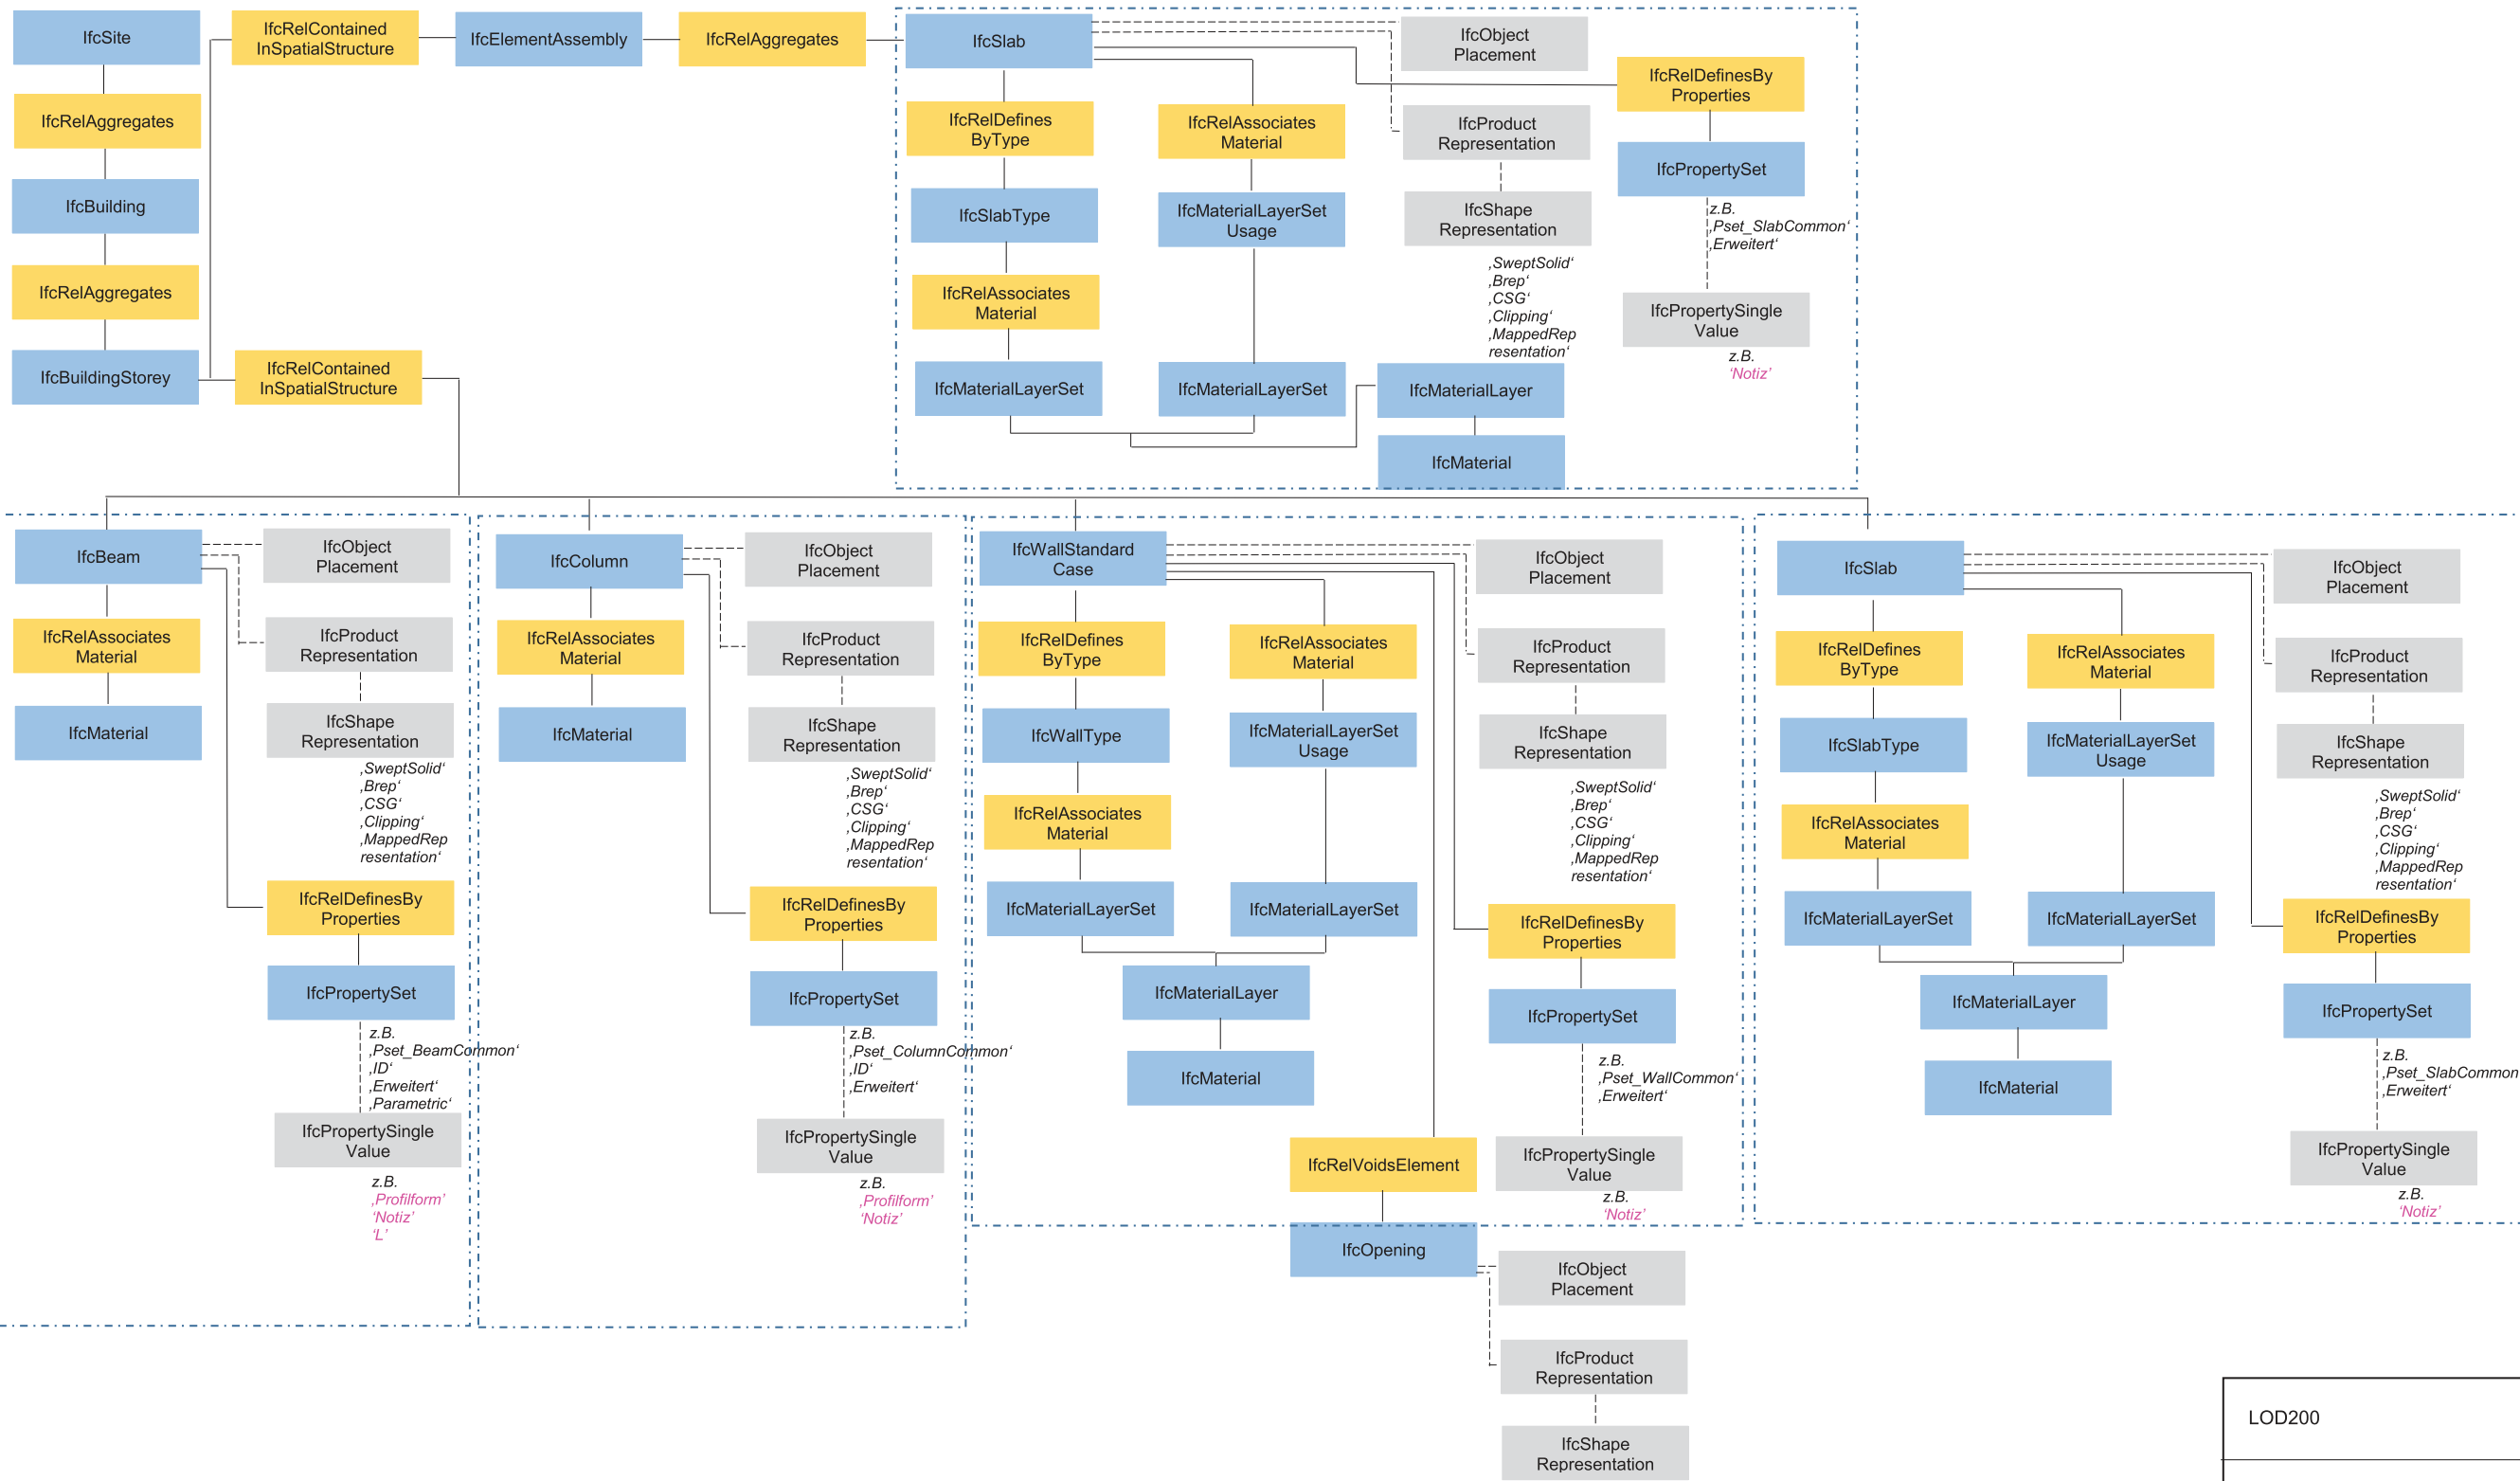 IfcSite
IfcRelContained
InSpatialStructure
IfcElementAssembly
IfcRelAggregates
IfcRelAggregates
IfcBuilding
IfcRelAggregates
IfcBuildingStorey
IfcRelContained
InSpatialStructure
IfcSlab
IfcObject
Placement
IfcRelDefinesBy
Properties
IfcRelDefines
ByType
IfcRelAssociates
Material
IfcProduct
Representation
IfcPropertySet
IfcSlabType
IfcMaterialLayerSet
Usage
IfcShape
Representation
z.B.
‚Pset_SlabCommon‘
‚Erweitert‘
IfcRelAssociates
Material
‚SweptSolid‘
‚Brep‘
‚CSG‘
‚Clipping‘
‚MappedRep
resentation‘
IfcPropertySingle
Value
z.B.
‘Notiz’
IfcMaterialLayerSet
IfcMaterialLayerSet
IfcMaterialLayer
IfcMaterial
IfcBeam
IfcObject
Placement
IfcRelAssociates
Material
IfcProduct
Representation
IfcMaterial
IfcShape
Representation
‚SweptSolid‘
‚Brep‘
‚CSG‘
‚Clipping‘
‚MappedRep
resentation‘
IfcRelDefinesBy
Properties
IfcPropertySet
z.B.
‚Pset_BeamCommon‘
‚ID‘
‚Erweitert‘
‚Parametric‘
IfcPropertySingle
Value
z.B.
‚Profilform’
‘Notiz’
‘L’
IfcColumn
IfcObject
Placement
IfcRelAssociates
Material
IfcProduct
Representation
IfcMaterial
IfcShape
Representation
‚SweptSolid‘
‚Brep‘
‚CSG‘
‚Clipping‘
‚MappedRep
resentation‘
IfcRelDefinesBy
Properties
IfcPropertySet
z.B.
‚Pset_ColumnCommon‘
‚ID‘
‚Erweitert‘
IfcPropertySingle
Value
z.B.
‚Profilform’
‘Notiz’
IfcWallStandard
Case
IfcObject
Placement
IfcRelDefines
ByType
IfcRelAssociates
Material
IfcProduct
Representation
IfcWallType
IfcMaterialLayerSet
Usage
IfcShape
Representation
IfcRelAssociates
Material
‚SweptSolid‘
‚Brep‘
‚CSG‘
‚Clipping‘
‚MappedRep
resentation‘
IfcMaterialLayerSet
IfcMaterialLayerSet
IfcRelDefinesBy
Properties
IfcMaterialLayer
IfcPropertySet
IfcMaterial
z.B.
‚Pset_WallCommon‘
‚Erweitert‘
IfcRelVoidsElement
IfcPropertySingle
Value
z.B.
‘Notiz’
IfcOpening
IfcObject
Placement
IfcProduct
Representation
IfcShape
Representation
IfcSlab
IfcObject
Placement
IfcRelDefines
ByType
IfcRelAssociates
Material
IfcProduct
Representation
IfcSlabType
IfcMaterialLayerSet
Usage
IfcShape
Representation
IfcRelAssociates
Material
‚SweptSolid‘
‚Brep‘
‚CSG‘
‚Clipping‘
‚MappedRep
resentation‘
IfcMaterialLayerSet
IfcMaterialLayerSet
IfcRelDefinesBy
Properties
IfcMaterialLayer
IfcPropertySet
IfcMaterial
z.B.
‚Pset_SlabCommon
‚Erweitert‘
IfcPropertySingle
Value
z.B.
‘Notiz’
LOD200